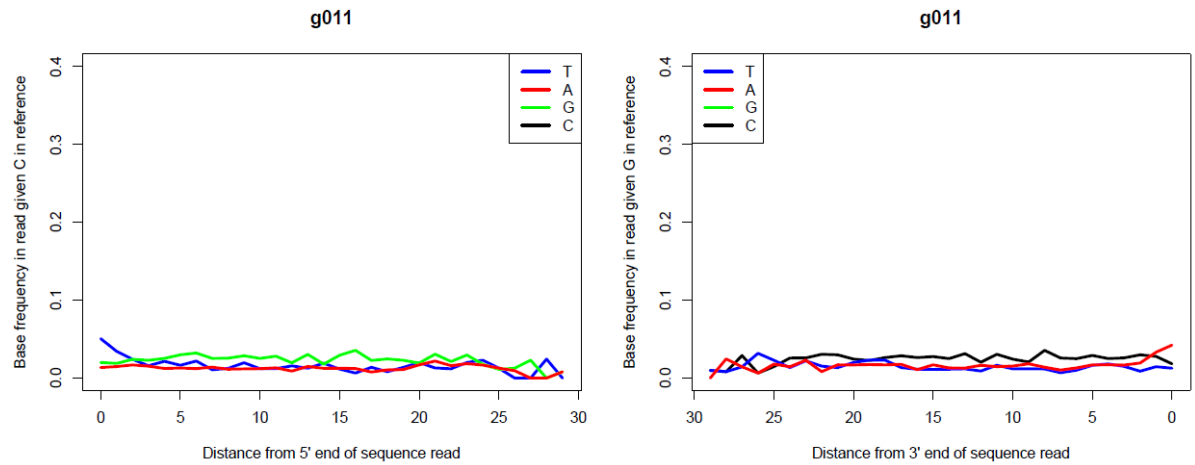 g011
Base frequency in read given C in reference
0.4
0.3
0.2
0.1
0.0
T
A
G
C
0 5 10 15 20 25 30
Distance from 5' end of sequence read
g011
Base frequency in read given G in reference
0.4
0.3
0.2
0.1
0.0
T
A
G
C
30 25 20 15 10 5 0
Distance from 3' end of sequence read